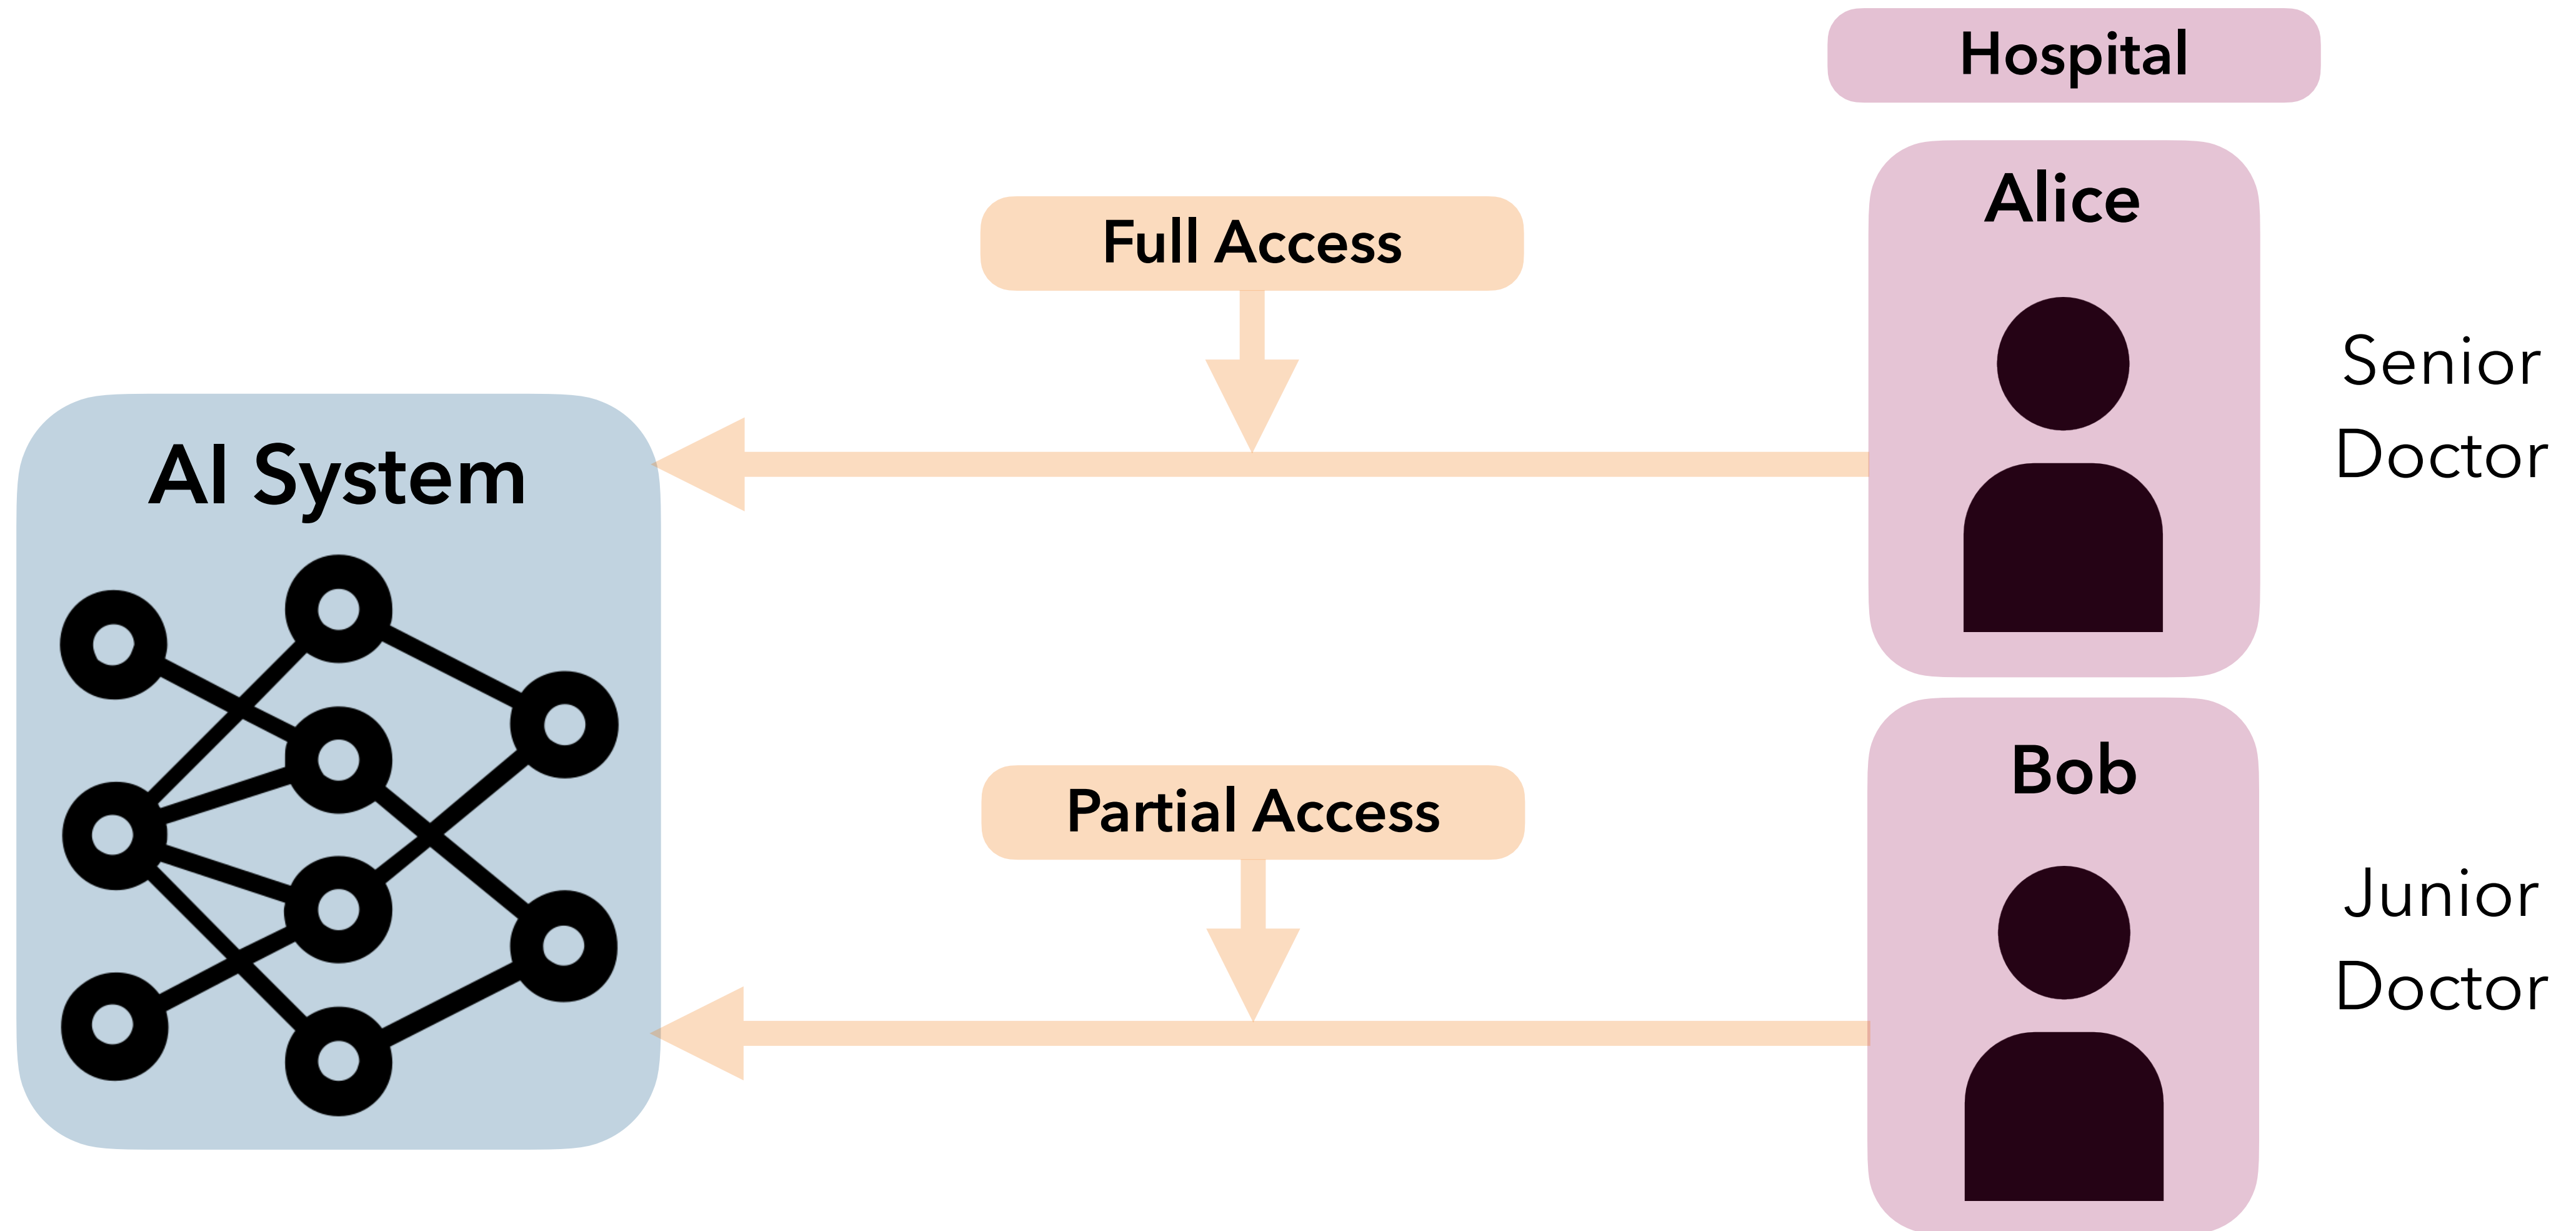 Hospital
Alice
Full Access
Senior
Doctor
AI System
Bob
Partial Access
Junior
Doctor